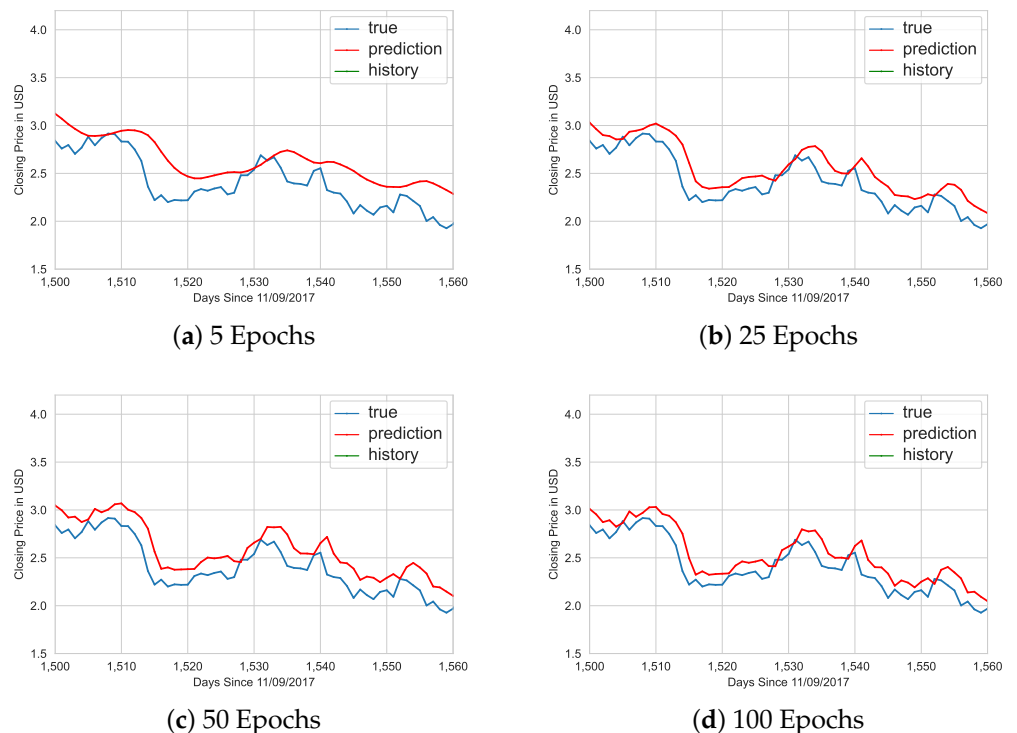 4.0
3.5
3.0
2.5
2.0
1.5
Closing Price in USD
true
prediction
history
1,500 1,510 1,520 1,530 1,540 1,550 1,560
Days Since 11/09/2017
(a) 5 Epochs
4.0
3.5
3.0
2.5
2.0
1.5
Closing Price in USD
true
prediction
history
1,500 1,510 1,520 1,530 1,540 1,550 1,560
Days Since 11/09/2017
(b) 25 Epochs
4.0
3.5
3.0
2.5
2.0
1.5
Closing Price in USD
true
prediction
history
1,500 1,510 1,520 1,530 1,540 1,550 1,560
Days Since 11/09/2017
(c) 50 Epochs
4.0
3.5
3.0
2.5
2.0
1.5
Closing Price in USD
true
prediction
history
1,500 1,510 1,520 1,530 1,540 1,550 1,560
Days Since 11/09/2017
(d) 100 Epochs